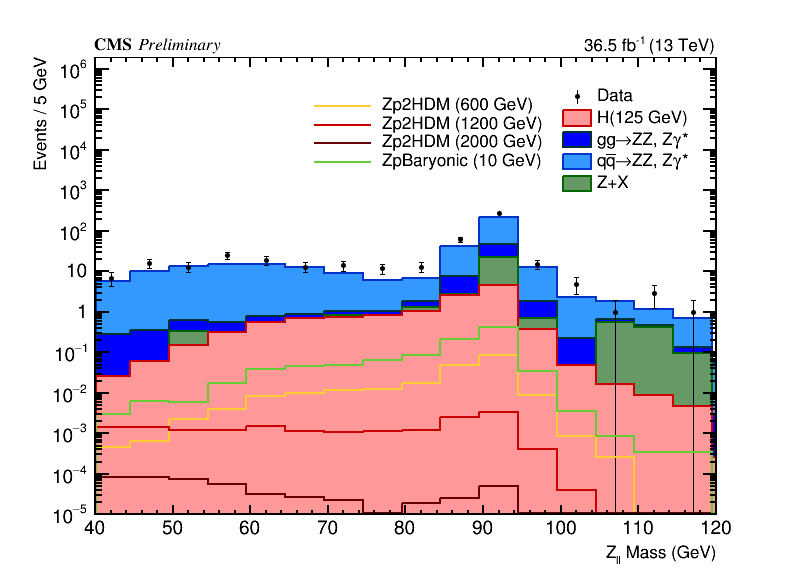 CMS Preliminary
36.5 fb⁻¹ (13 TeV)
Events / 5 GeV
10⁶
10⁵
10⁴
10³
10²
10
1
10⁻¹
10⁻²
10⁻³
10⁻⁴
10⁻⁵
Zp2HDM (600 GeV)
Zp2HDM (1200 GeV)
Zp2HDM (2000 GeV)
ZpBaryonic (10 GeV)
Data
H(125 GeV)
gg→ZZ, Zγ*
qq̅→ZZ, Zγ*
Z+X
40 50 60 70 80 90 100 110 120
Z_ll Mass (GeV)